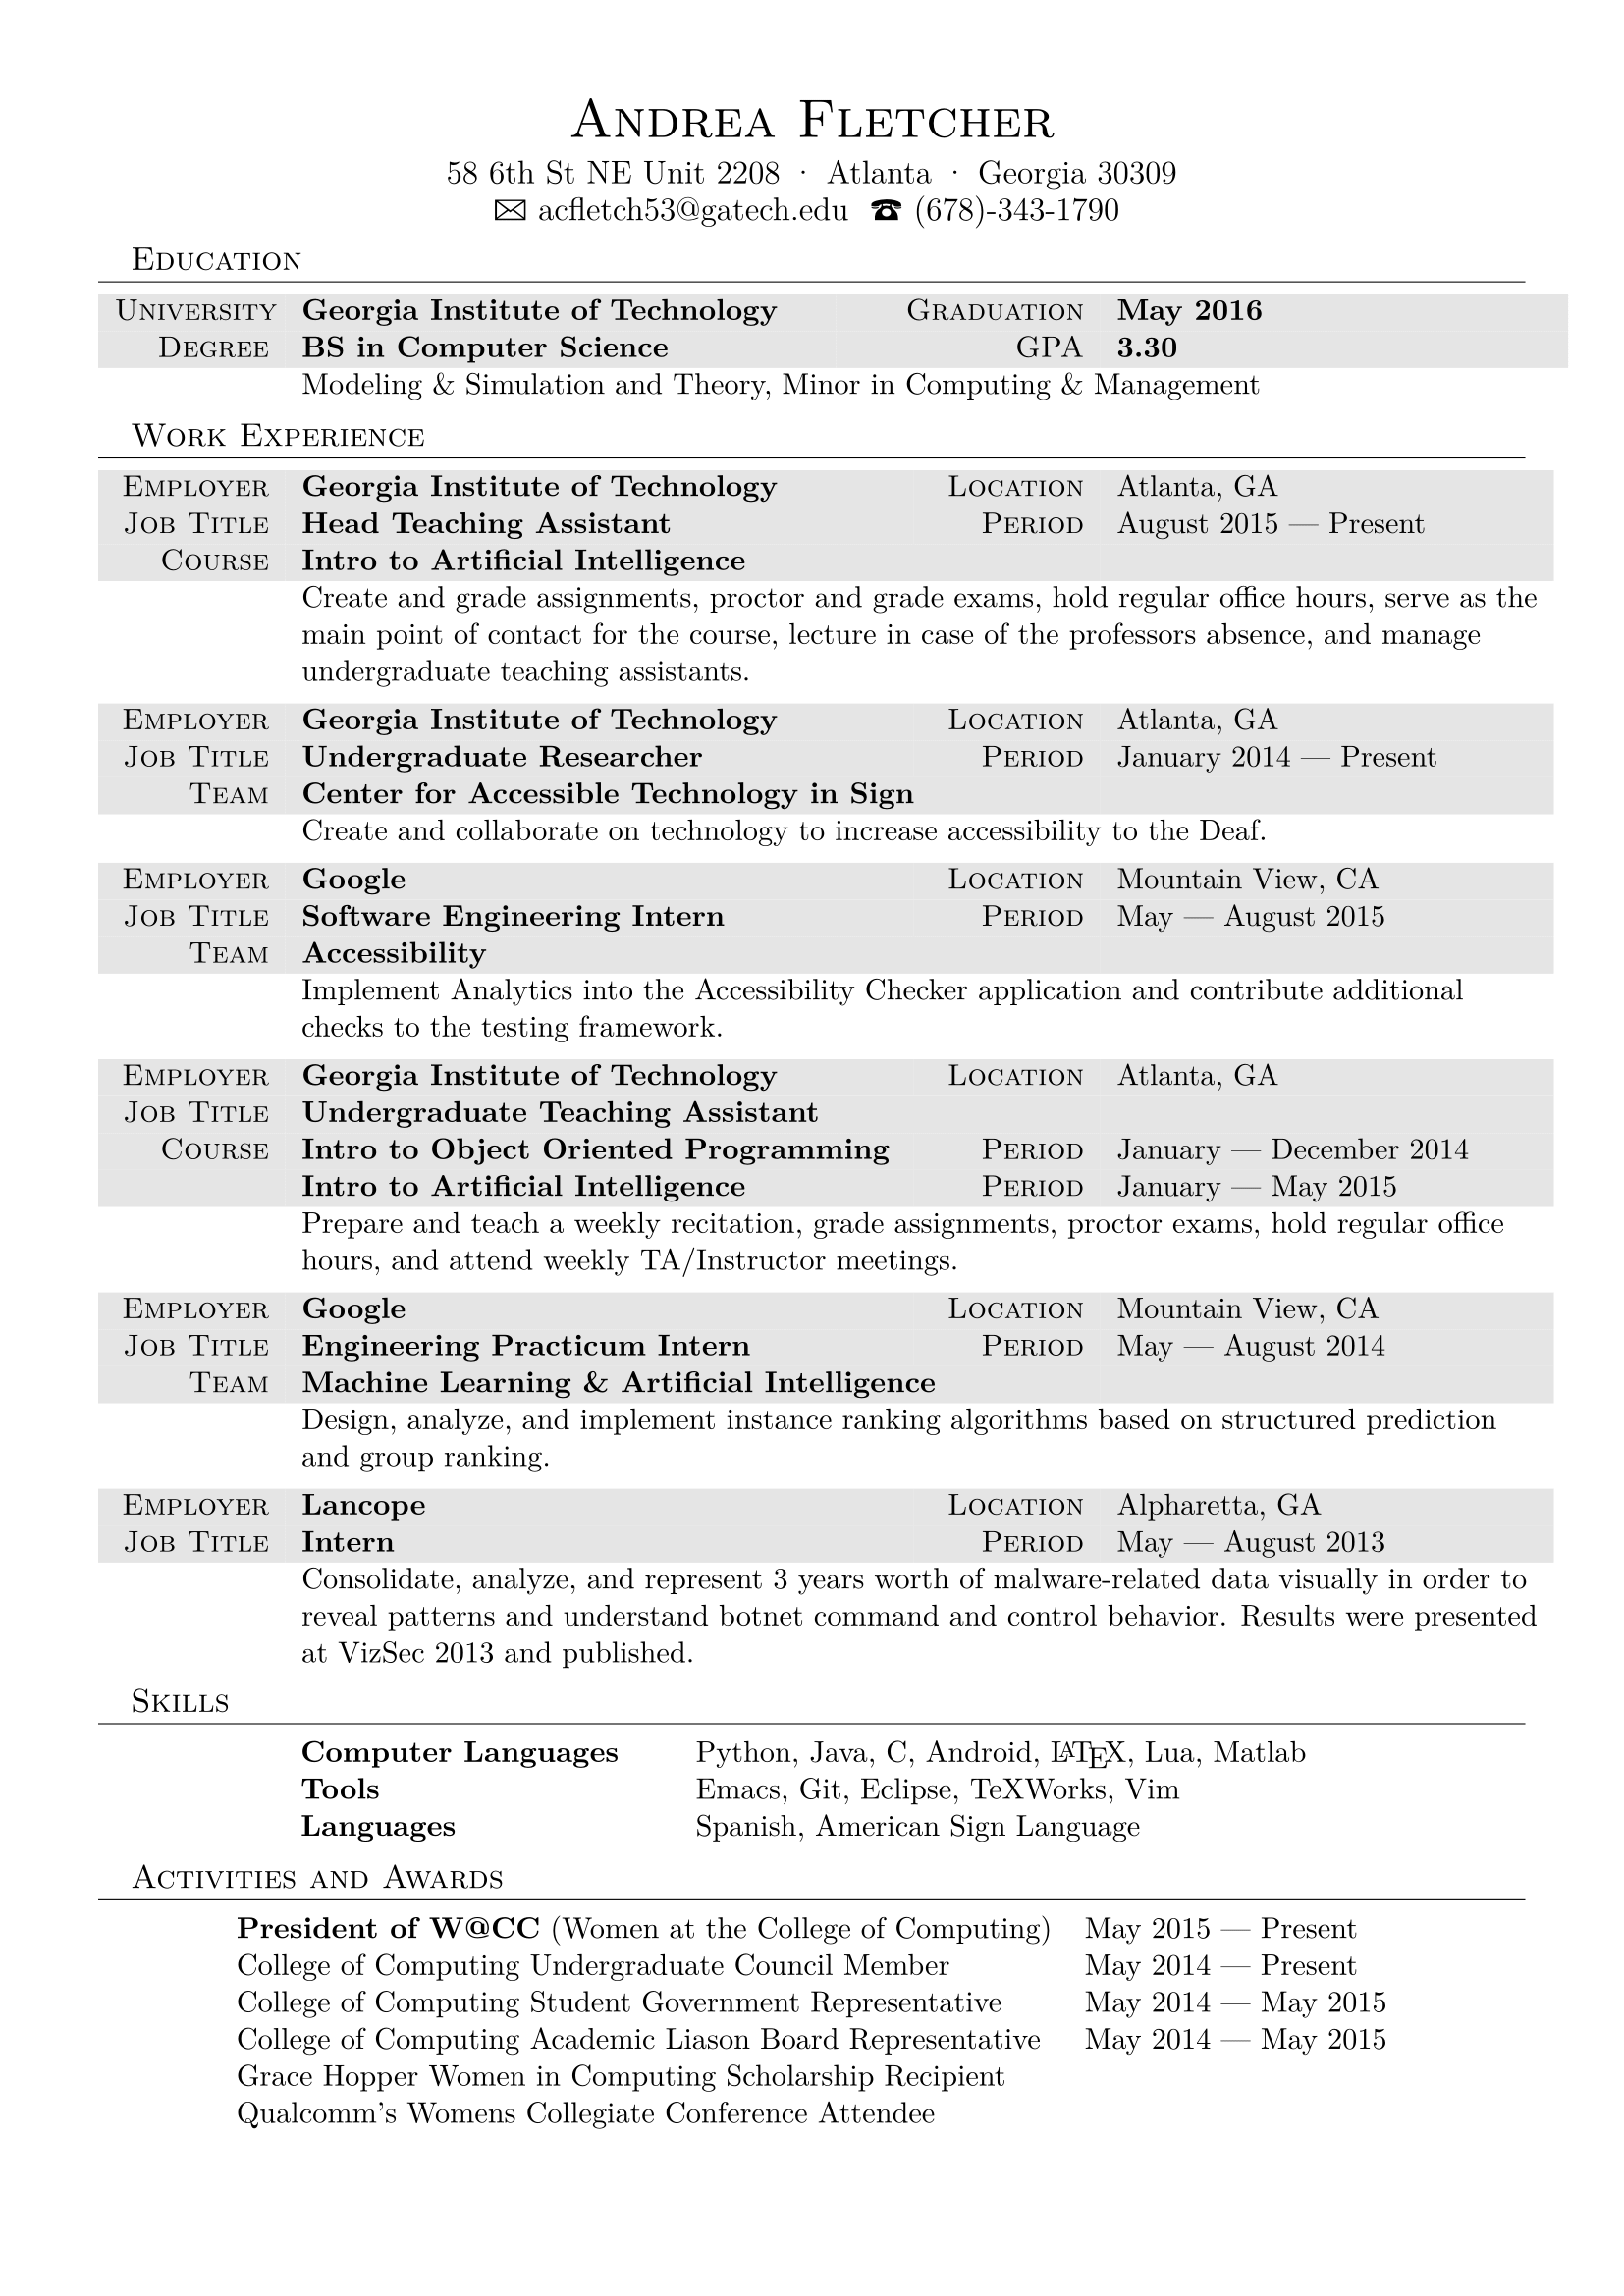 Andrea Fletcher
58 6th St NE Unit 2208 · Atlanta · Georgia 30309
✉ acfletch53@gatech.edu ☎ (678)-343-1790
Education
University Georgia Institute of Technology Graduation May 2016
Degree BS in Computer Science GPA 3.30
Modeling & Simulation and Theory, Minor in Computing & Management
Work Experience
Employer Georgia Institute of Technology Location Atlanta, GA
Job Title Head Teaching Assistant Period August 2015 — Present
Course Intro to Artificial Intelligence
Create and grade assignments, proctor and grade exams, hold regular office hours, serve as the
main point of contact for the course, lecture in case of the professors absence, and manage
undergraduate teaching assistants.
Employer Georgia Institute of Technology Location Atlanta, GA
Job Title Undergraduate Researcher Period January 2014 — Present
Team Center for Accessible Technology in Sign
Create and collaborate on technology to increase accessibility to the Deaf.
Employer Google Location Mountain View, CA
Job Title Software Engineering Intern Period May — August 2015
Team Accessibility
Implement Analytics into the Accessibility Checker application and contribute additional
checks to the testing framework.
Employer Georgia Institute of Technology Location Atlanta, GA
Job Title Undergraduate Teaching Assistant
Course Intro to Object Oriented Programming Period January — December 2014
Intro to Artificial Intelligence Period January — May 2015
Prepare and teach a weekly recitation, grade assignments, proctor exams, hold regular office
hours, and attend weekly TA/Instructor meetings.
Employer Google Location Mountain View, CA
Job Title Engineering Practicum Intern Period May — August 2014
Team Machine Learning & Artificial Intelligence
Design, analyze, and implement instance ranking algorithms based on structured prediction
and group ranking.
Employer Lancope Location Alpharetta, GA
Job Title Intern Period May — August 2013
Consolidate, analyze, and represent 3 years worth of malware-related data visually in order to
reveal patterns and understand botnet command and control behavior. Results were presented
at VizSec 2013 and published.
Skills
Computer Languages Python, Java, C, Android, LATEX, Lua, Matlab
Tools Emacs, Git, Eclipse, TeXWorks, Vim
Languages Spanish, American Sign Language
Activities and Awards
President of W@CC (Women at the College of Computing) May 2015 — Present
College of Computing Undergraduate Council Member May 2014 — Present
College of Computing Student Government Representative May 2014 — May 2015
College of Computing Academic Liason Board Representative May 2014 — May 2015
Grace Hopper Women in Computing Scholarship Recipient
Qualcomm's Womens Collegiate Conference Attendee